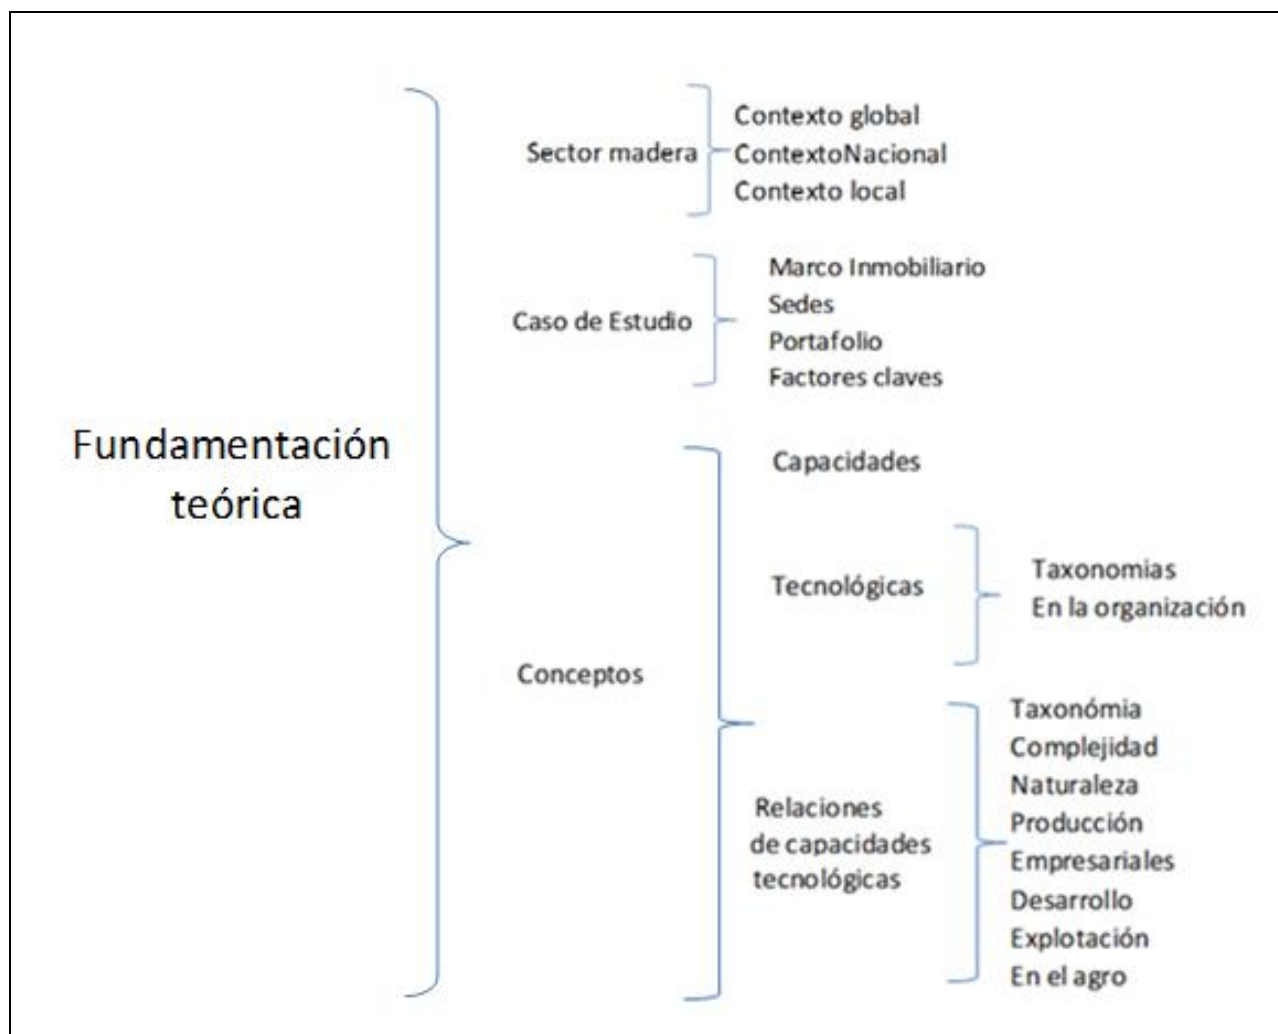 Fundamentación
teórica
Sector madera
Contexto global
ContextoNacional
Contexto local
Caso de Estudio
Marco Inmobiliario
Sedes
Portafolio
Factores claves
Conceptos
Capacidades
Tecnológicas
Taxonomias
En la organización
Relaciones
de capacidades
tecnológicas
Taxonómia
Complejidad
Naturaleza
Producción
Empresariales
Desarrollo
Explotación
En el agro